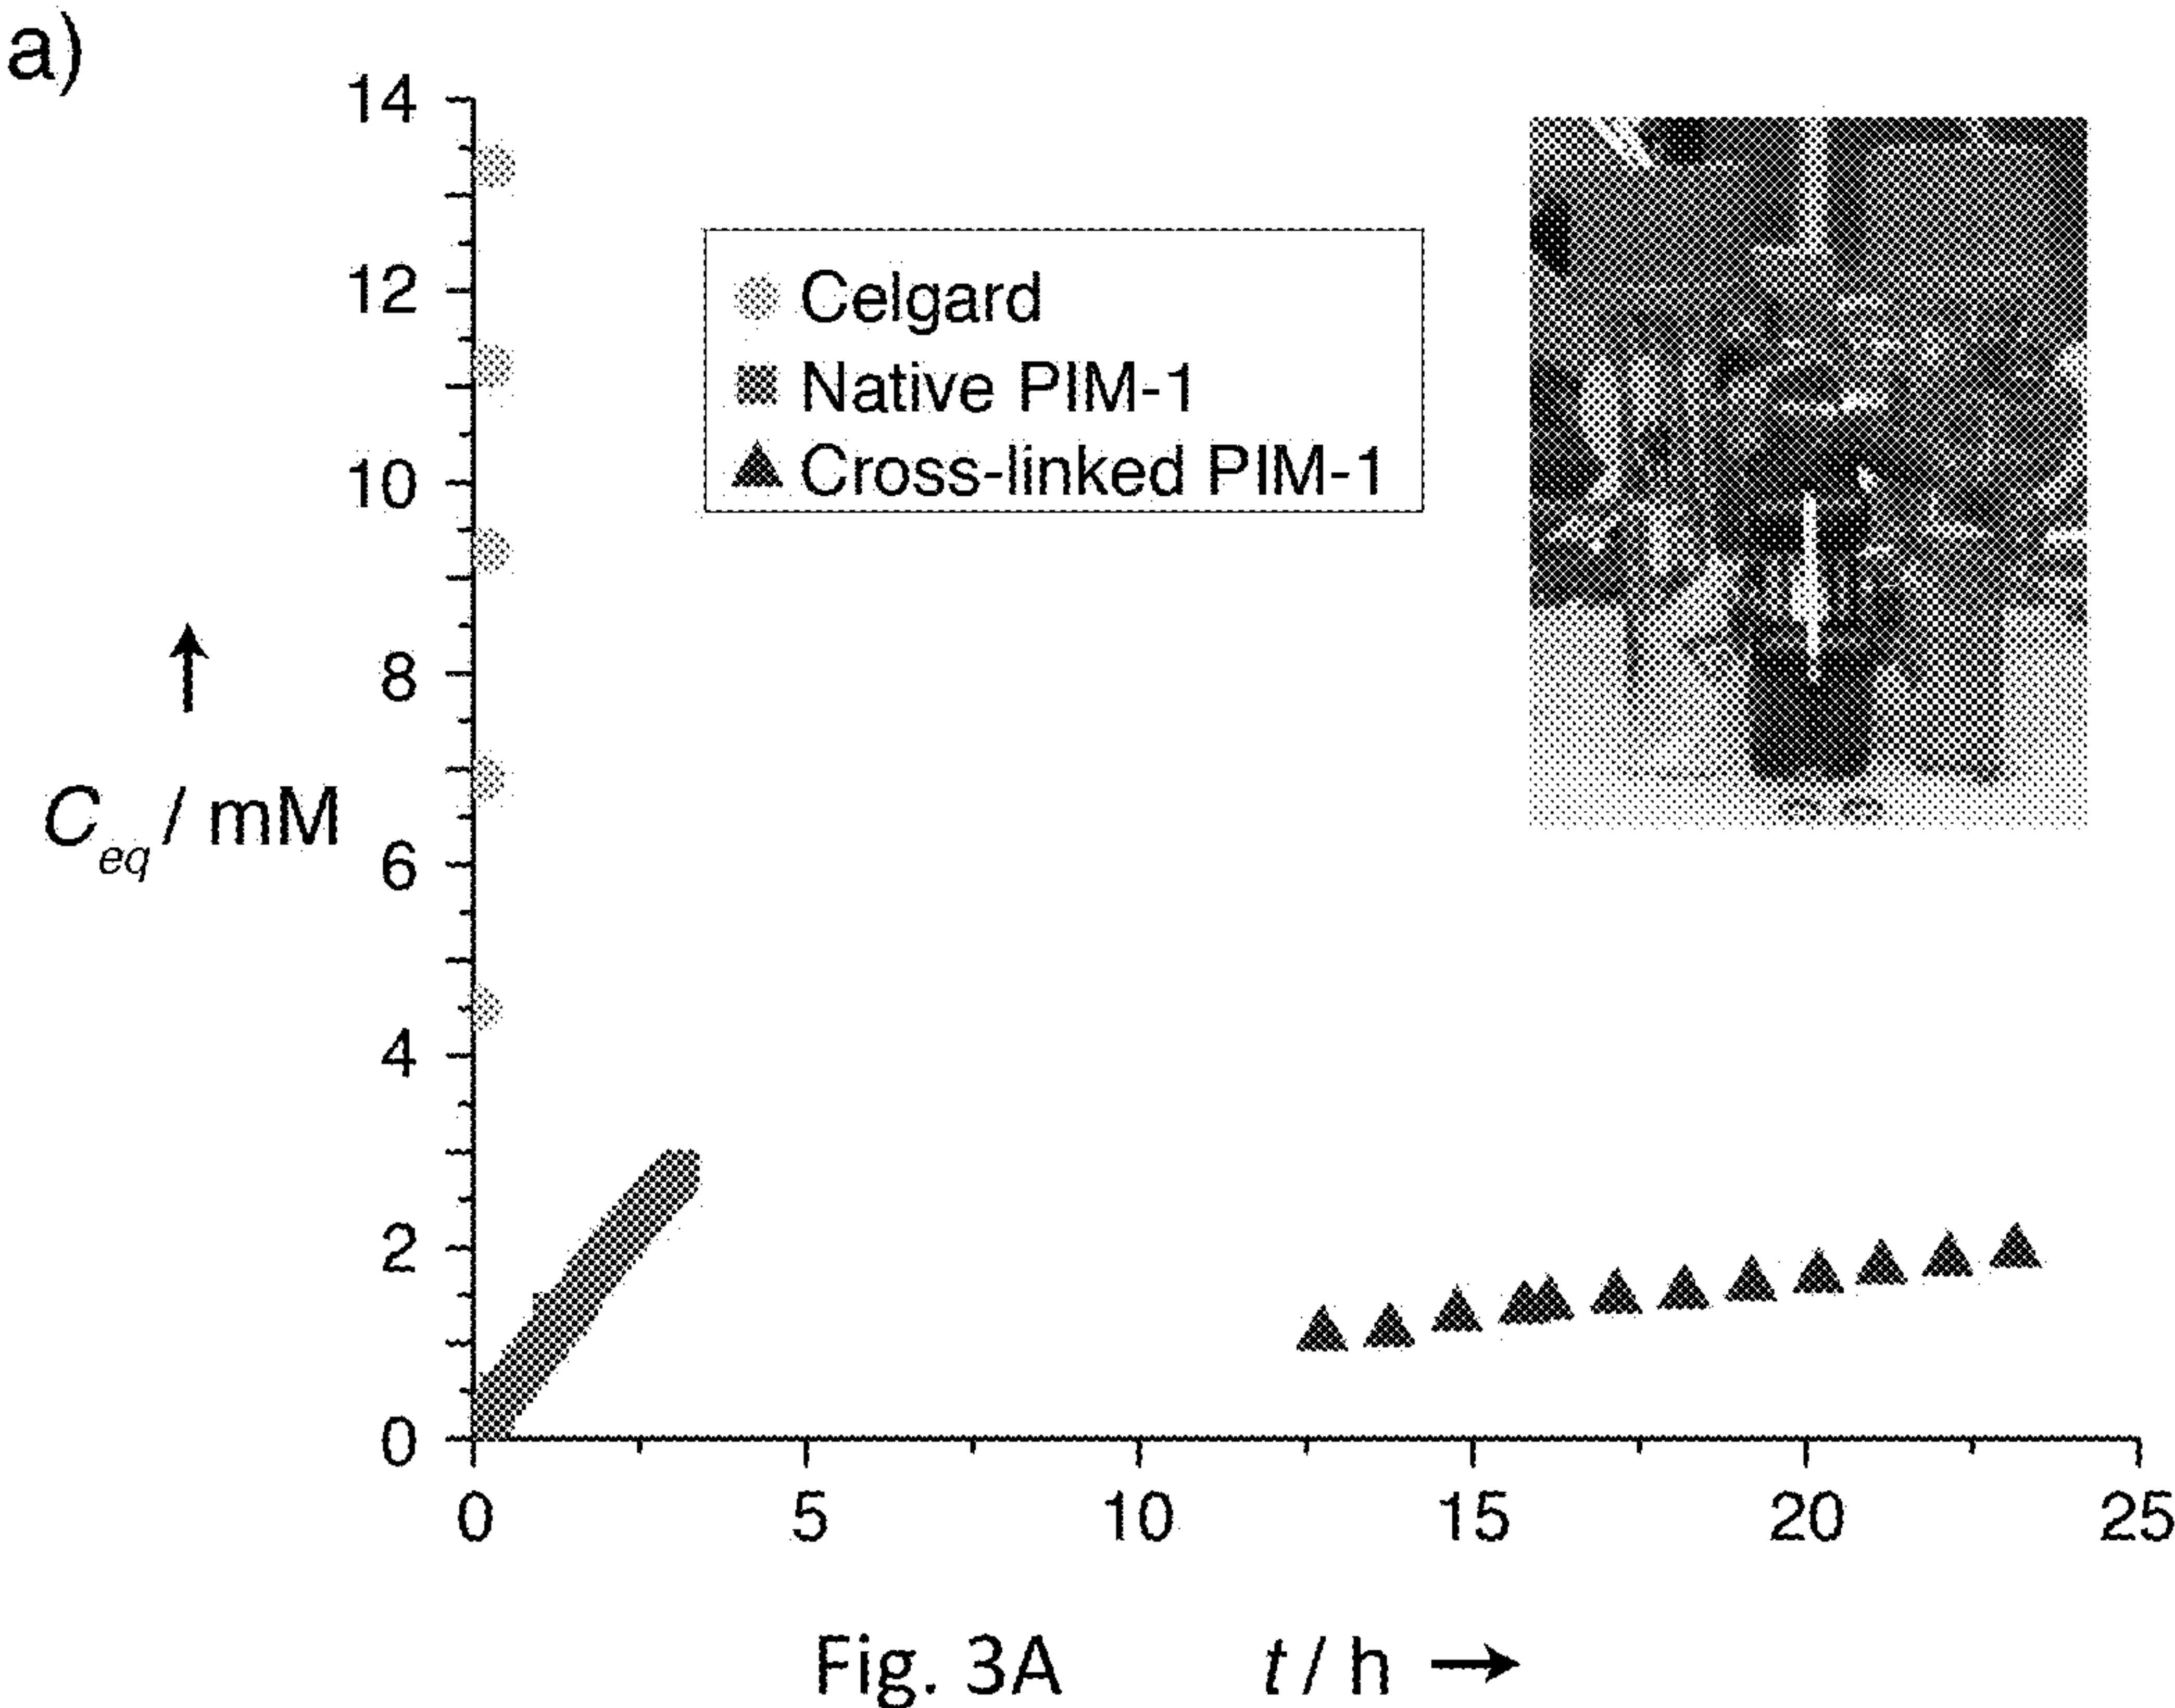 a)
14
12
10
8
6
4
2
0
C_eq / mM
Celgard
Native PIM-1
Cross-linked PIM-1
0 5 10 15 20 25
Fig. 3A t / h →